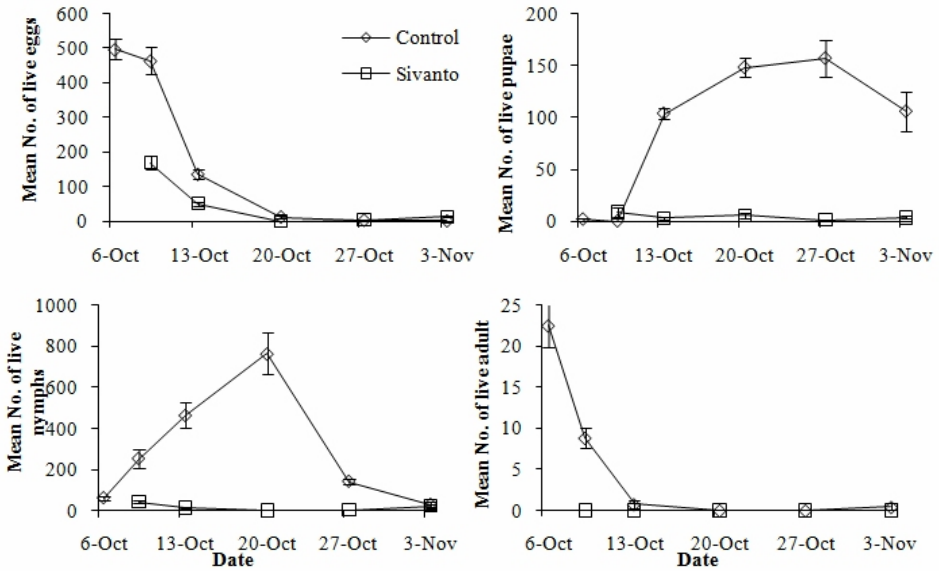 Mean No. of live eggs
600
500
400
300
200
100
0
6-Oct 13-Oct 20-Oct 27-Oct 3-Nov
Control
Sivanto
Mean No. of live pupae
200
150
100
50
0
6-Oct 13-Oct 20-Oct 27-Oct 3-Nov
Mean No. of live
nymphs
1000
800
600
400
200
0
6-Oct 13-Oct 20-Oct 27-Oct 3-Nov
Date
Mean No. of live adult
25
20
15
10
5
0
6-Oct 13-Oct 20-Oct 27-Oct 3-Nov
Date